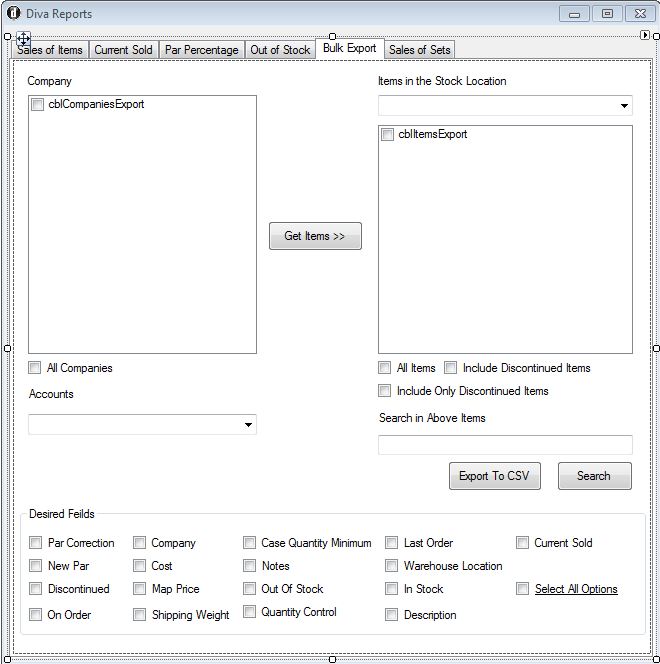 Diva Reports
Sales of Items Current Sold Par Percentage Out of Stock Bulk Export Sales of Sets
Company
cblCompaniesExport
All Companies
Accounts
Get Items >>
Items in the Stock Location
cblItemsExport
All Items Include Discontinued Items
Include Only Discontinued Items
Search in Above Items
Export To CSV Search
Desired Feilds
Par Correction Company Case Quantity Minimum Last Order Current Sold
New Par Cost Notes Warehouse Location
Discontinued Map Price Out Of Stock In Stock Select All Options
On Order Shipping Weight Quantity Control Description